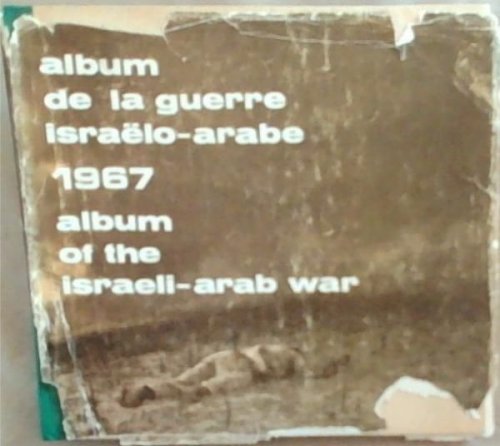 album
de la guerre
israëlo-arabe
1967
album
of the
israeli-arab war